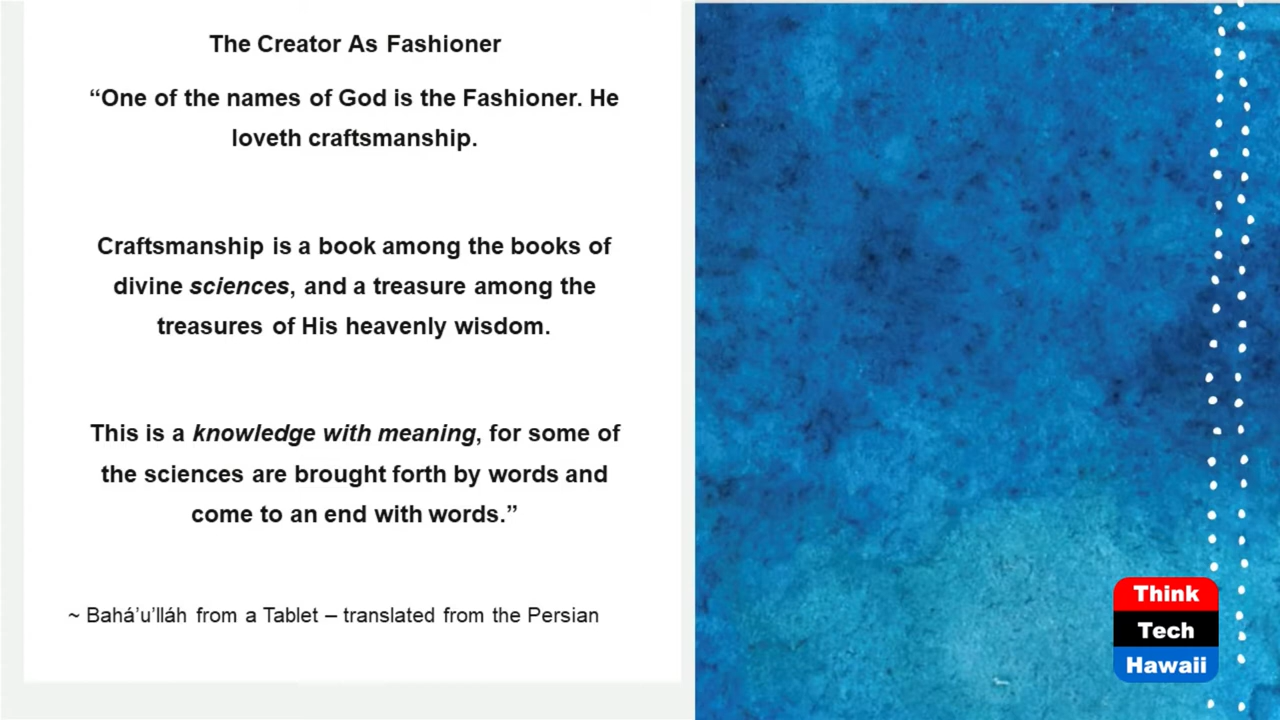 The Creator As Fashioner
“One of the names of God is the Fashioner. He
loveth craftsmanship.
Craftsmanship is a book among the books of
divine sciences, and a treasure among the
treasures of His heavenly wisdom.
This is a knowledge with meaning, for some of
the sciences are brought forth by words and
come to an end with words.”
~ Bahá’u’lláh from a Tablet – translated from the Persian
Think
Tech
Hawaii